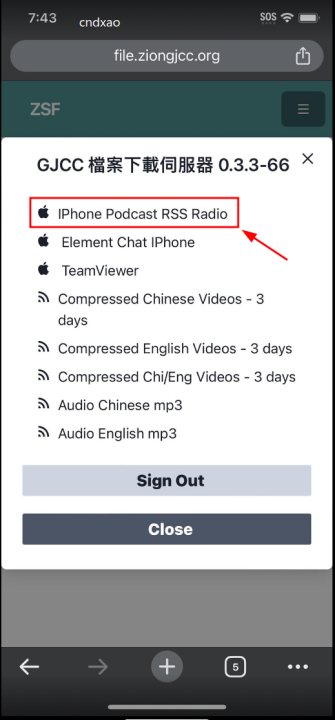 7:43
cndxao
SOS
file.ziongjcc.org
ZSF
GJCC 檔案下載伺服器 0.3.3-66
IPhone Podcast RSS Radio
Element Chat IPhone
TeamViewer
Compressed Chinese Videos - 3
days
Compressed English Videos - 3 days
Compressed Chi/Eng Videos - 3 days
Audio Chinese mp3
Audio English mp3
Sign Out
Close
5